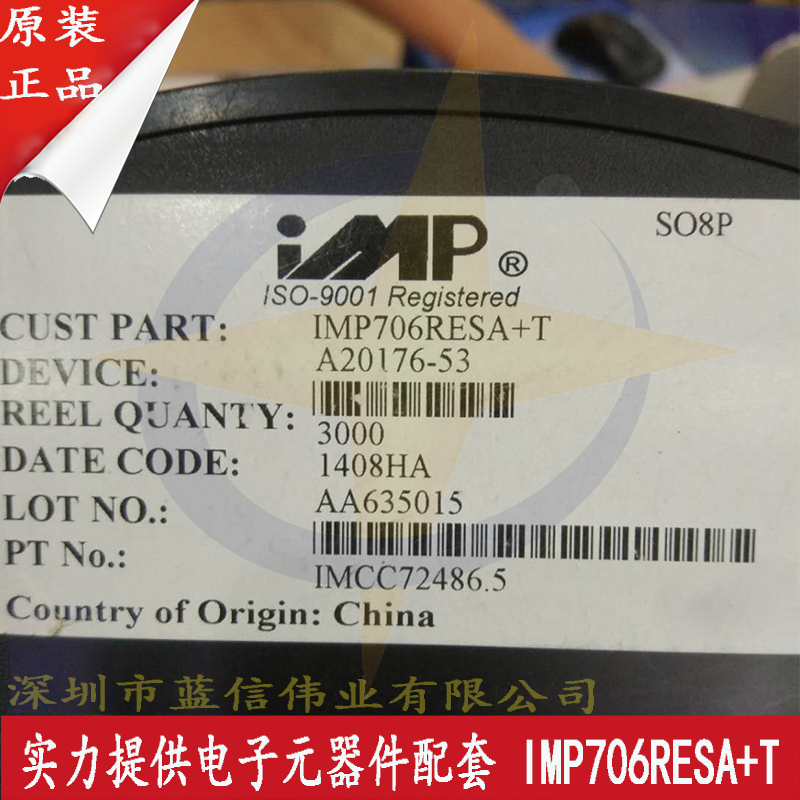 原装
正品
iMP®
SO8P
ISO-9001 Registered
CUST PART: IMP706RESA+T
DEVICE: A20176-53
REEL QUANTY: 3000
DATE CODE: 1408HA
LOT NO.: AA635015
PT No.: IMCC72486.5
Country of Origin: China
深圳市蓝信伟业有限公司
实力提供电子元器件配套 IMP706RESA+T